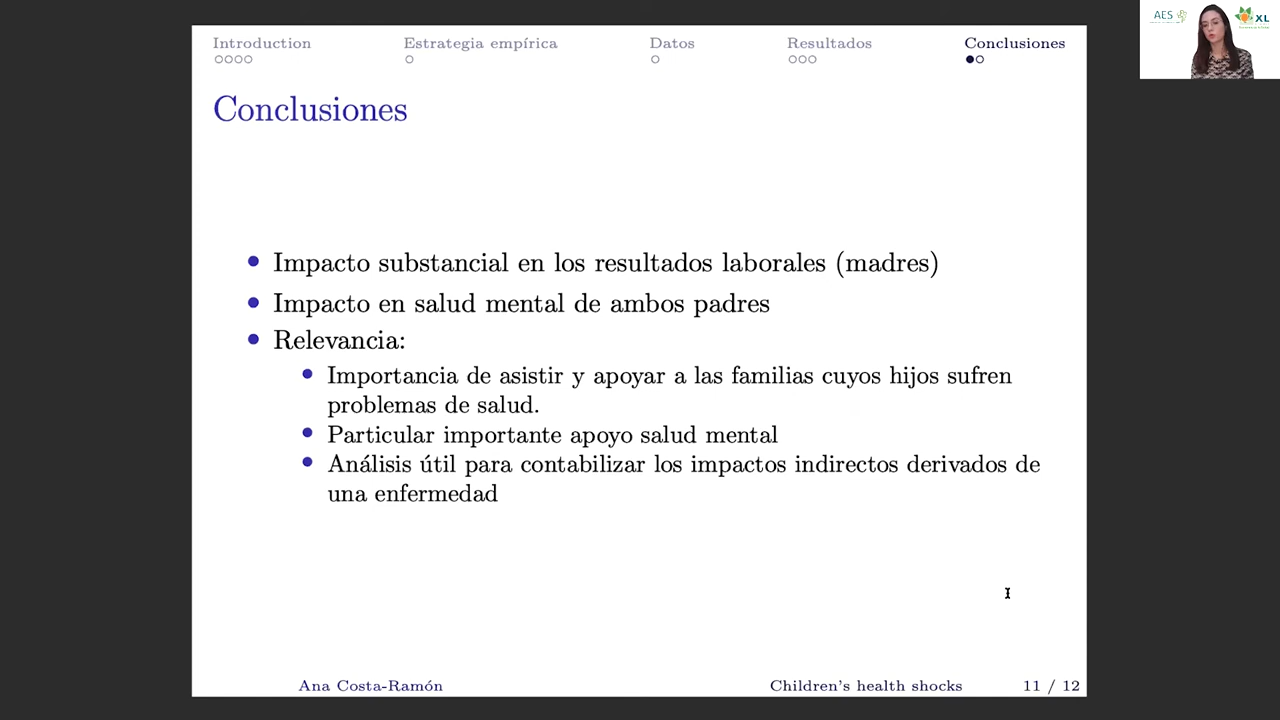 Introduction
Estrategia empírica
Datos
Resultados
Conclusiones
AES
XL
Conclusiones
Impacto substancial en los resultados laborales (madres)
Impacto en salud mental de ambos padres
Relevancia:
Importancia de asistir y apoyar a las familias cuyos hijos sufren
problemas de salud.
Particular importante apoyo salud mental
Análisis útil para contabilizar los impactos indirectos derivados de
una enfermedad
Ana Costa-Ramón
Children's health shocks
11 / 12